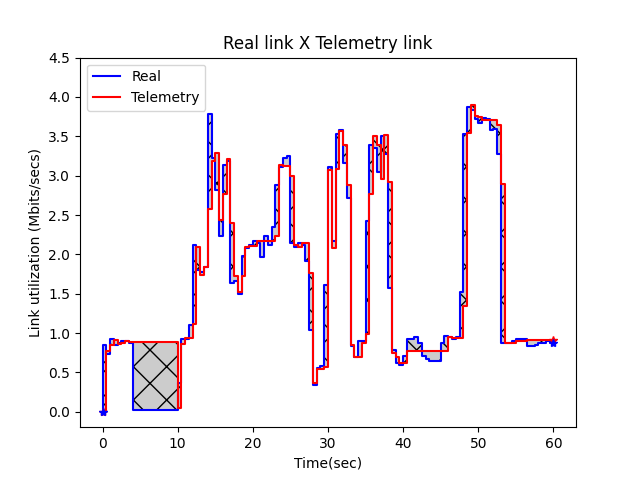 Real link X Telemetry link
Real
Telemetry
Link utilization (Mbits/secs)
4.5
4.0
3.5
3.0
2.5
2.0
1.5
1.0
0.5
0.0
0 10 20 30 40 50 60
Time(sec)